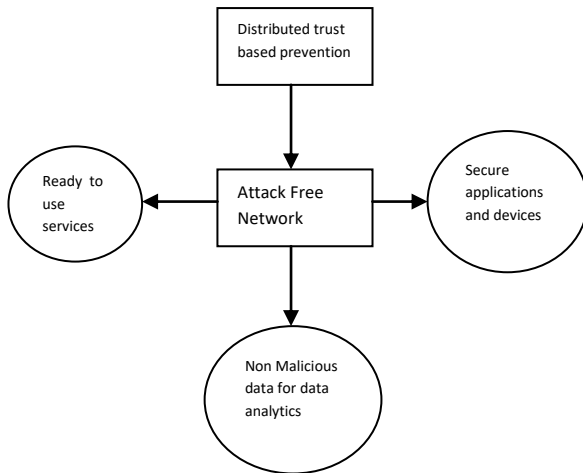 Distributed trust
based prevention
Ready to
use
services
Attack Free
Network
Secure
applications
and devices
Non Malicious
data for data
analytics